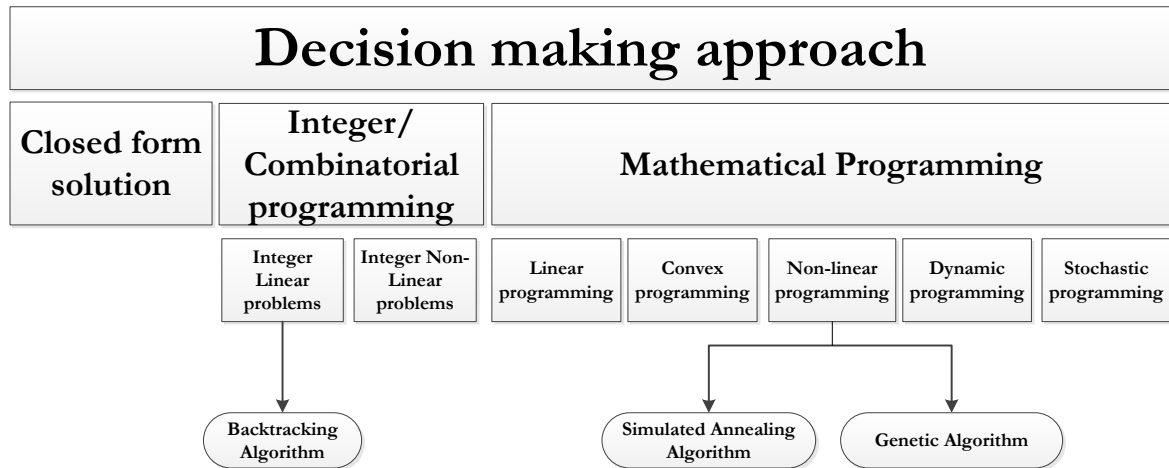 Decision making approach
Closed form
solution
Integer/
Combinatorial
programming
Mathematical Programming
Integer
Linear
problems
Integer Non-
Linear
problems
Linear
programming
Convex
programming
Non-linear
programming
Dynamic
programming
Stochastic
programming
Backtracking
Algorithm
Simulated Annealing
Algorithm
Genetic Algorithm